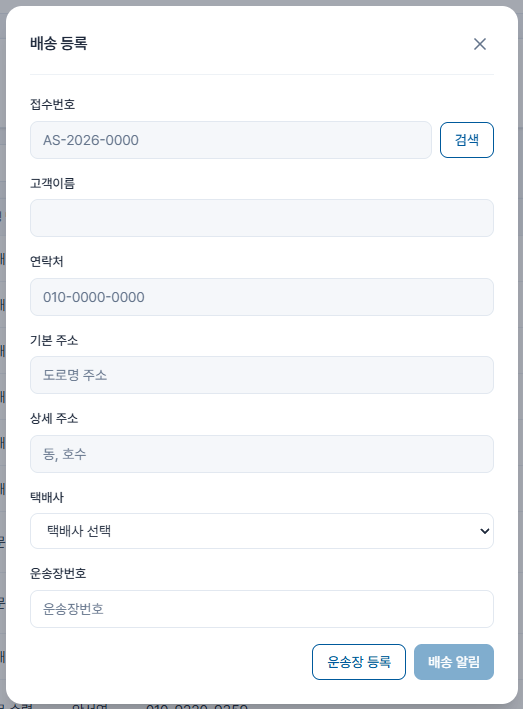 배송 등록
접수번호
AS-2026-0000
검색
고객이름
연락처
010-0000-0000
기본 주소
도로명 주소
상세 주소
동, 호수
택배사
택배사 선택
운송장번호
운송장번호
운송장 등록
배송 알림